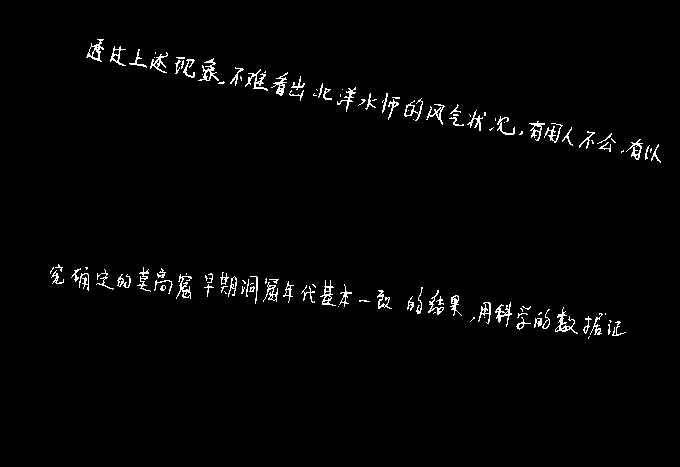 透过上述现象,不难看出北洋水师的风气状况,有用人不公,有以
究确定的莫高窟早期洞窟年代基本一致的结果,用科学的数据证